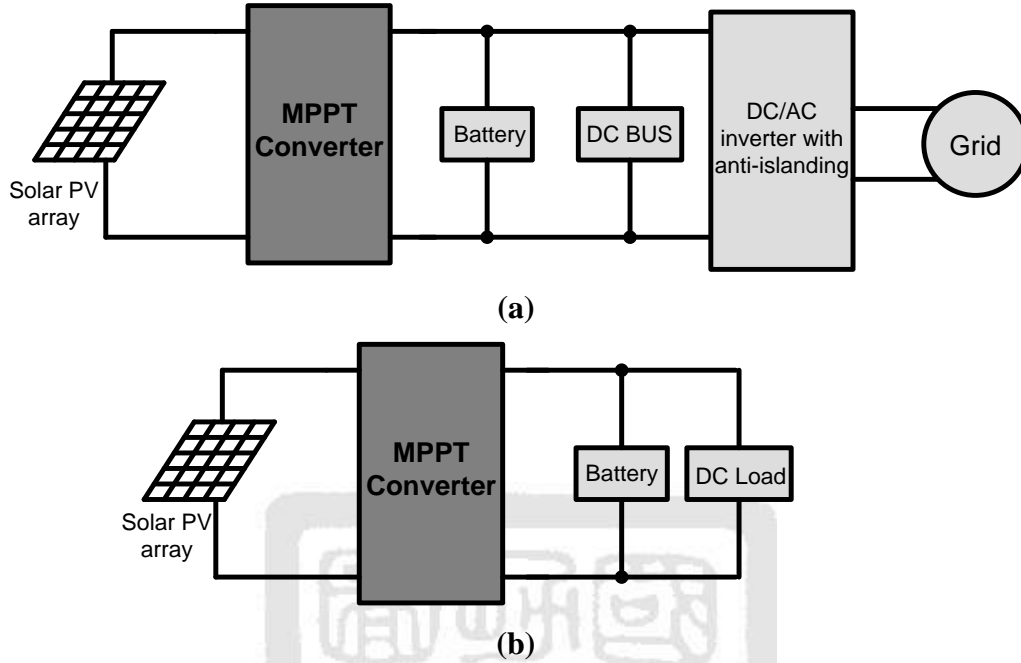 MPPT
Converter
Battery
DC BUS
DC/AC
inverter with
anti-islanding
Grid
Solar PV
array
(a)
MPPT
Converter
Battery
DC Load
Solar PV
array
(b)